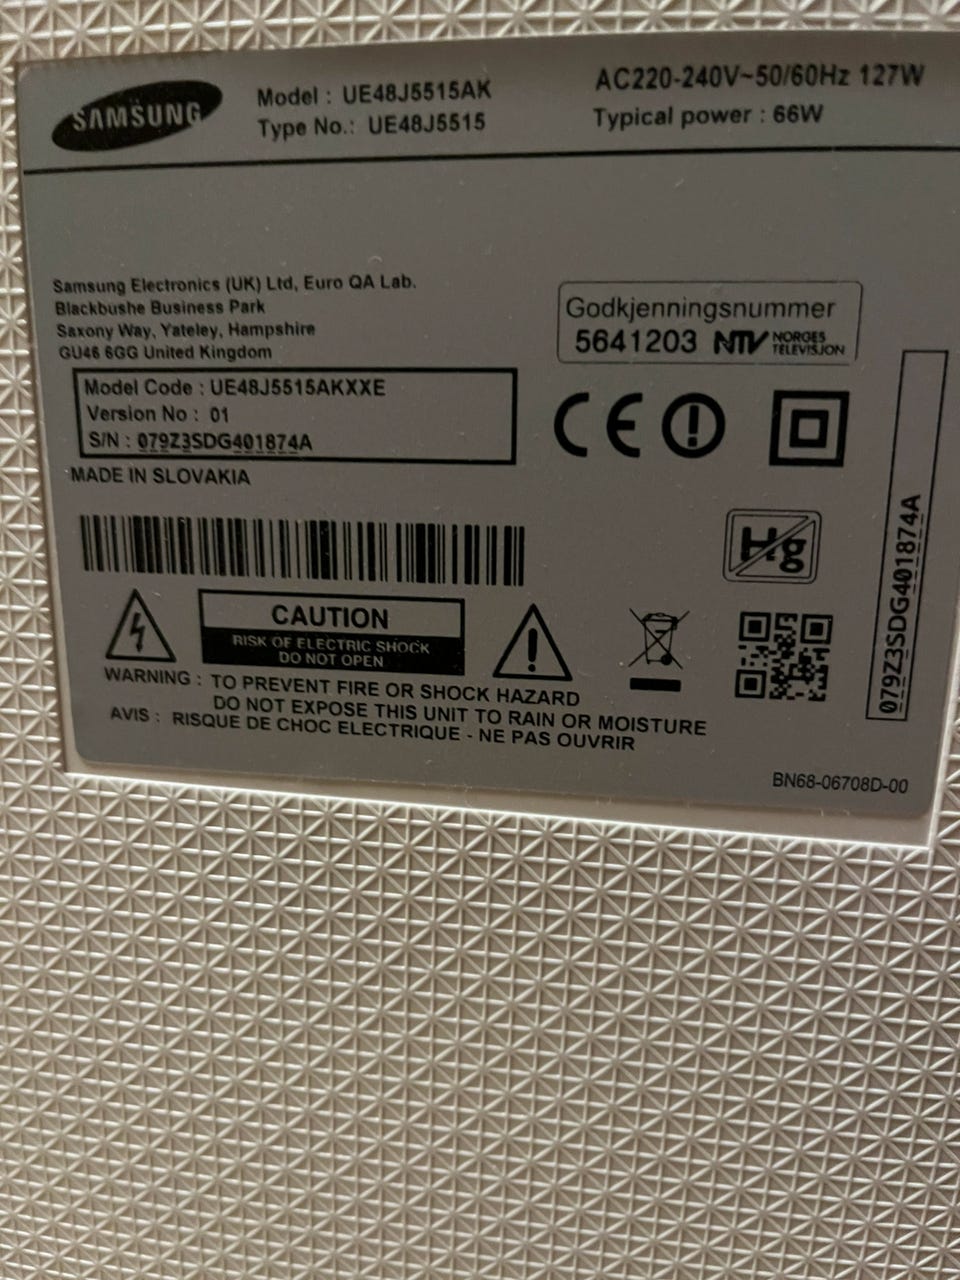 SAMSUNG
Model : UE48J5515AK
Type No.: UE48J5515
AC220-240V~50/60Hz 127W
Typical power : 66W
Samsung Electronics (UK) Ltd, Euro QA Lab.
Blackbushe Business Park
Saxony Way, Yateley, Hampshire
GU46 6GG United Kingdom
Godkjenningsnummer
5641203 NTV NORGES
TELEVISJON
Model Code : UE48J5515AKXXE
Version No : 01
S/N : 079Z3SDG401874A
MADE IN SLOVAKIA
CE
Hg
079Z3SDG401874A
CAUTION
RISK OF ELECTRIC SHOCK
DO NOT OPEN
WARNING : TO PREVENT FIRE OR SHOCK HAZARD
DO NOT EXPOSE THIS UNIT TO RAIN OR MOISTURE
AVIS : RISQUE DE CHOC ELECTRIQUE - NE PAS OUVRIR
BN68-06708D-00